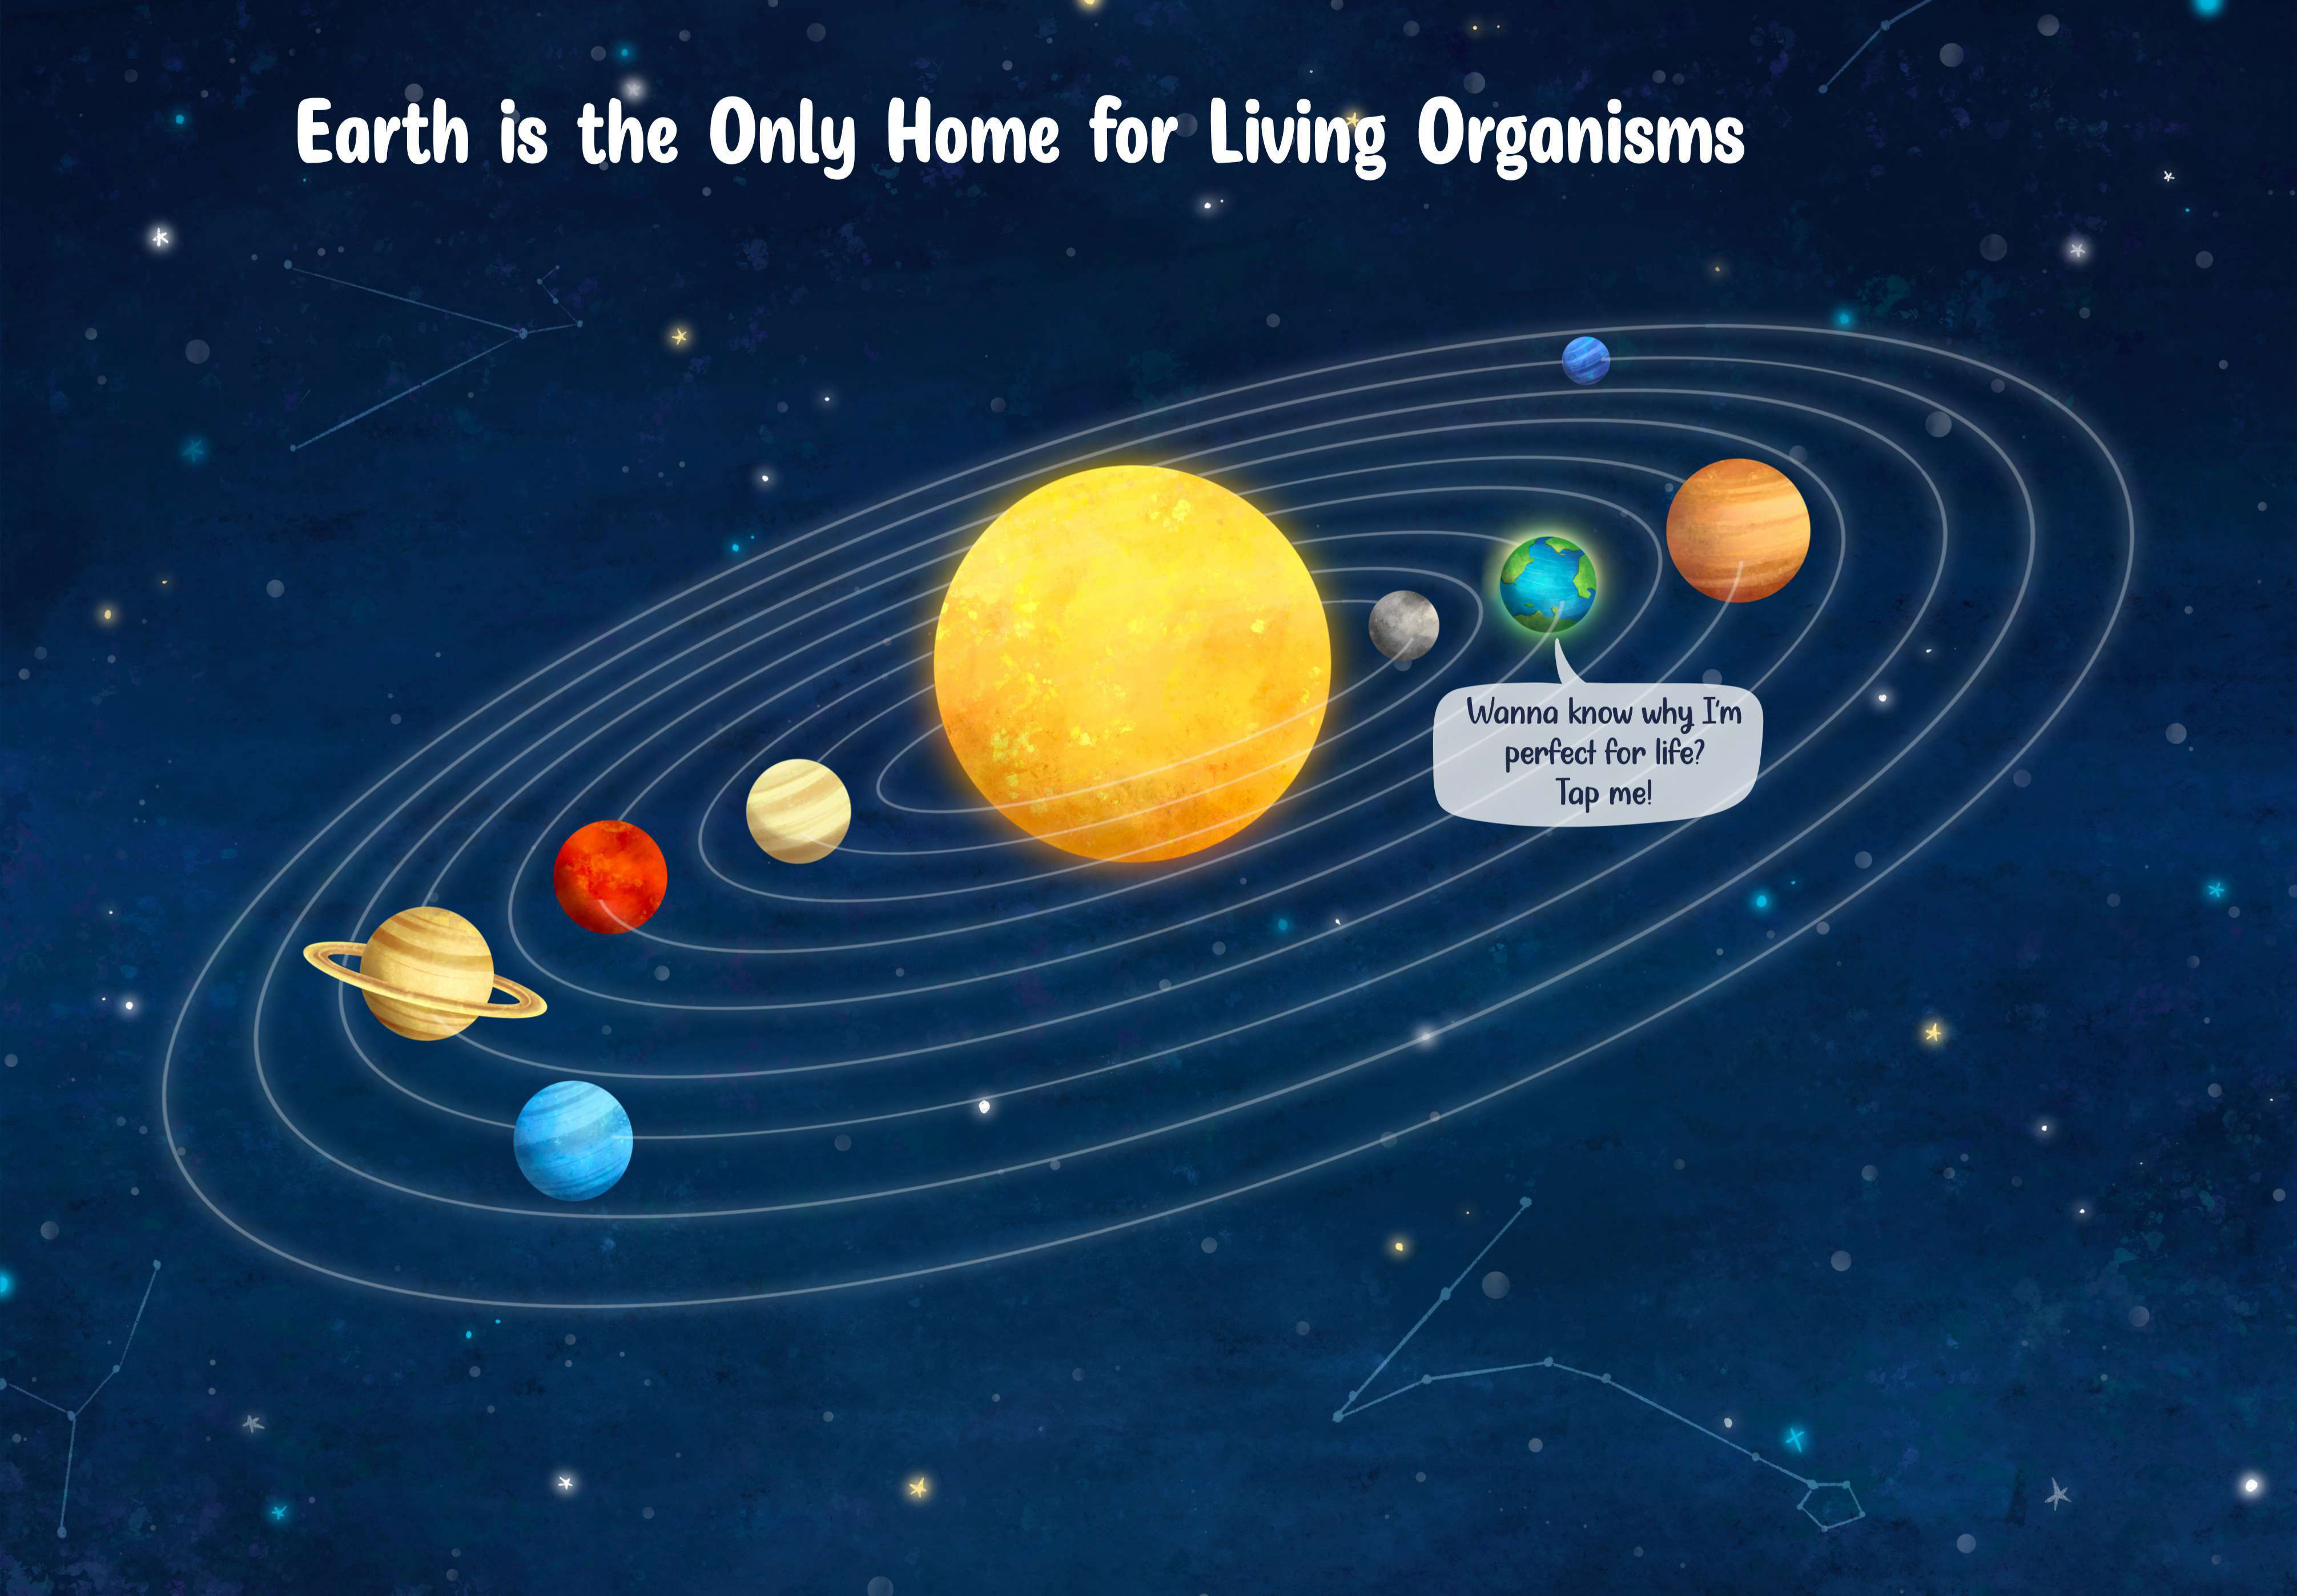 Earth is the Only Home for Living Organisms
Wanna know why I'm
perfect for life?
Tap me!